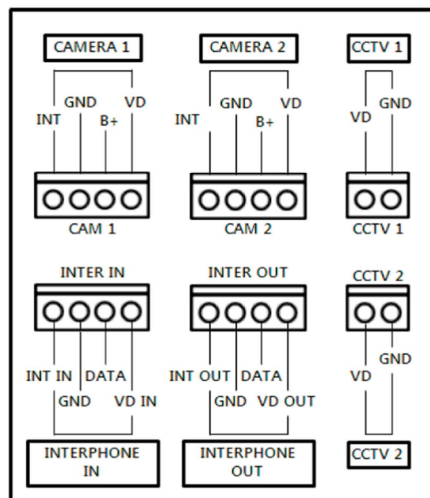 CAMERA 1
CAMERA 2
CCTV 1
GND VD
GND VD
GND
INT B+
INT B+
VD
CAM 1
CAM 2
CCTV 1
INTER IN
INTER OUT
CCTV 2
INT IN DATA
INT OUT DATA
VD GND
GND VD IN
GND VD OUT
INTERPHONE
IN
INTERPHONE
OUT
CCTV 2